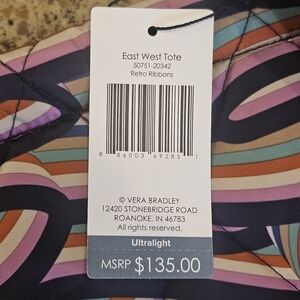 East West Tote
50751-20342
Retro Ribbons
8 86003 69285 1
© VERA BRADLEY
12420 STONEBRIDGE ROAD
ROANOKE, IN 46783
All rights reserved.
Ultralight
MSRP $135.00